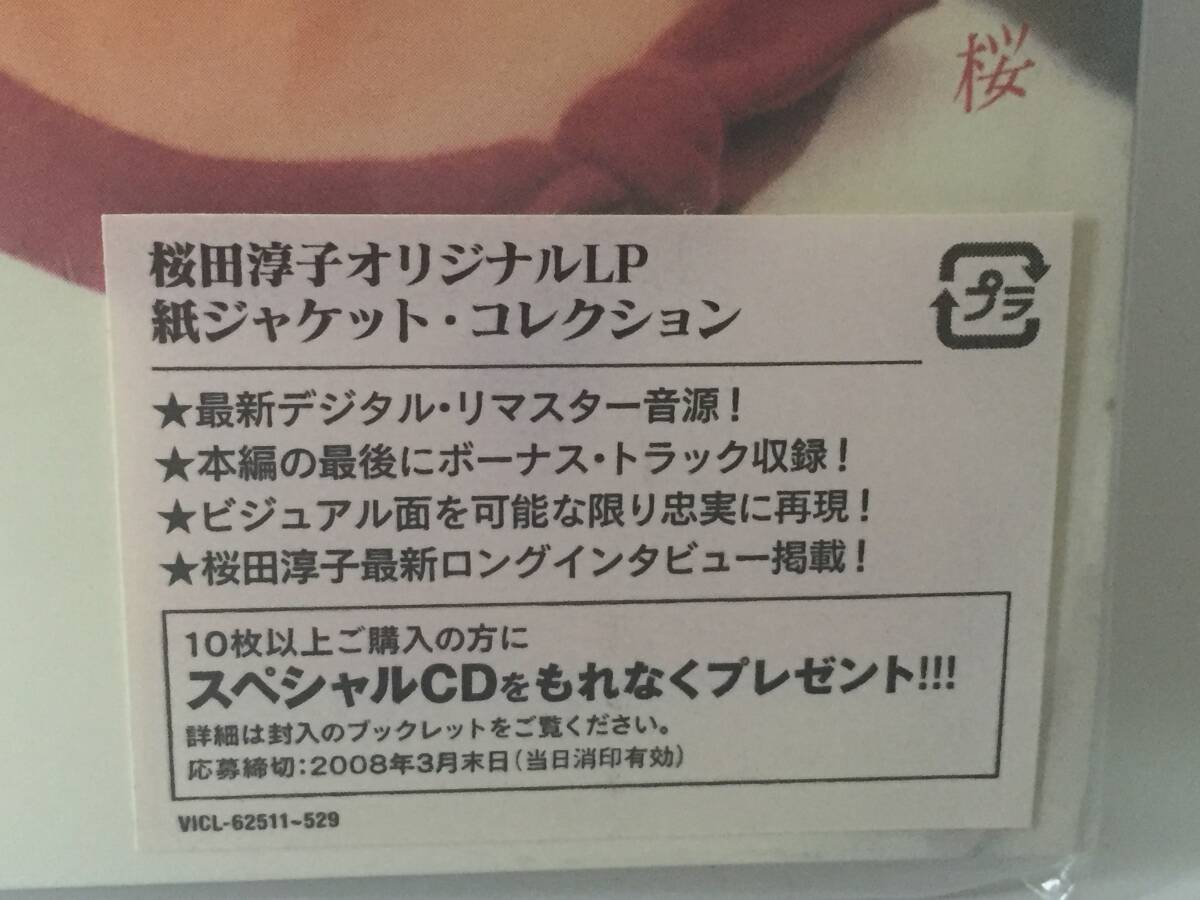 桜
桜田淳子オリジナルLP
紙ジャケット・コレクション
プラ
★最新デジタル・リマスター音源！
★本編の最後にボーナス・トラック収録！
★ビジュアル面を可能な限り忠実に再現！
★桜田淳子最新ロングインタビュー掲載！
10枚以上ご購入の方に
スペシャルCDをもれなくプレゼント!!!
詳細は封入のブックレットをご覧ください。
応募締切：2008年3月末日（当日消印有効）
VICL-62511~529